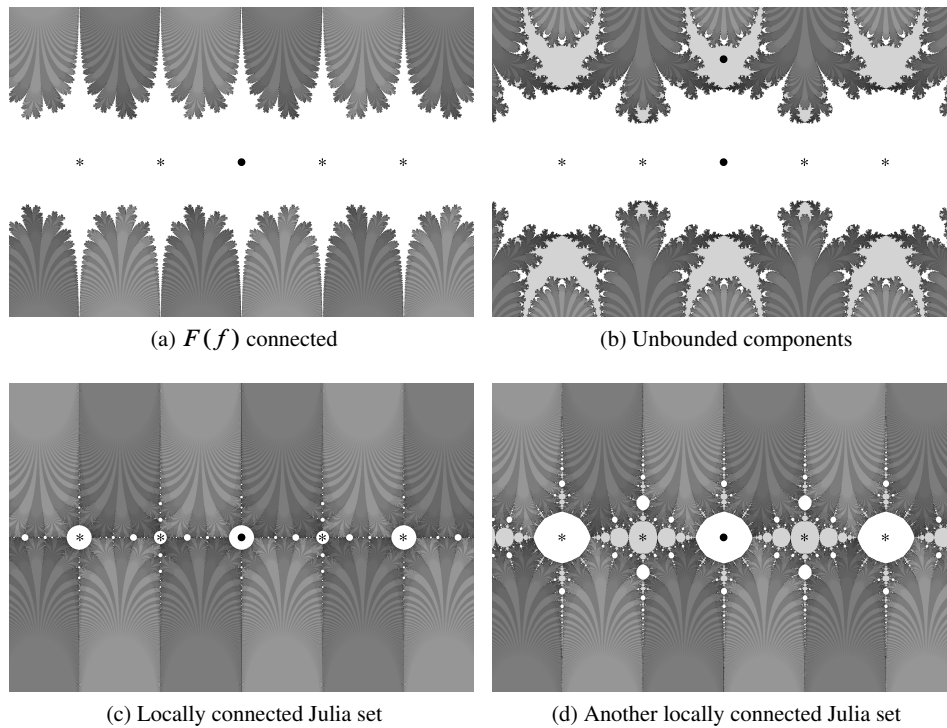 (a) F(f) connected
(b) Unbounded components
(c) Locally connected Julia set
(d) Another locally connected Julia set